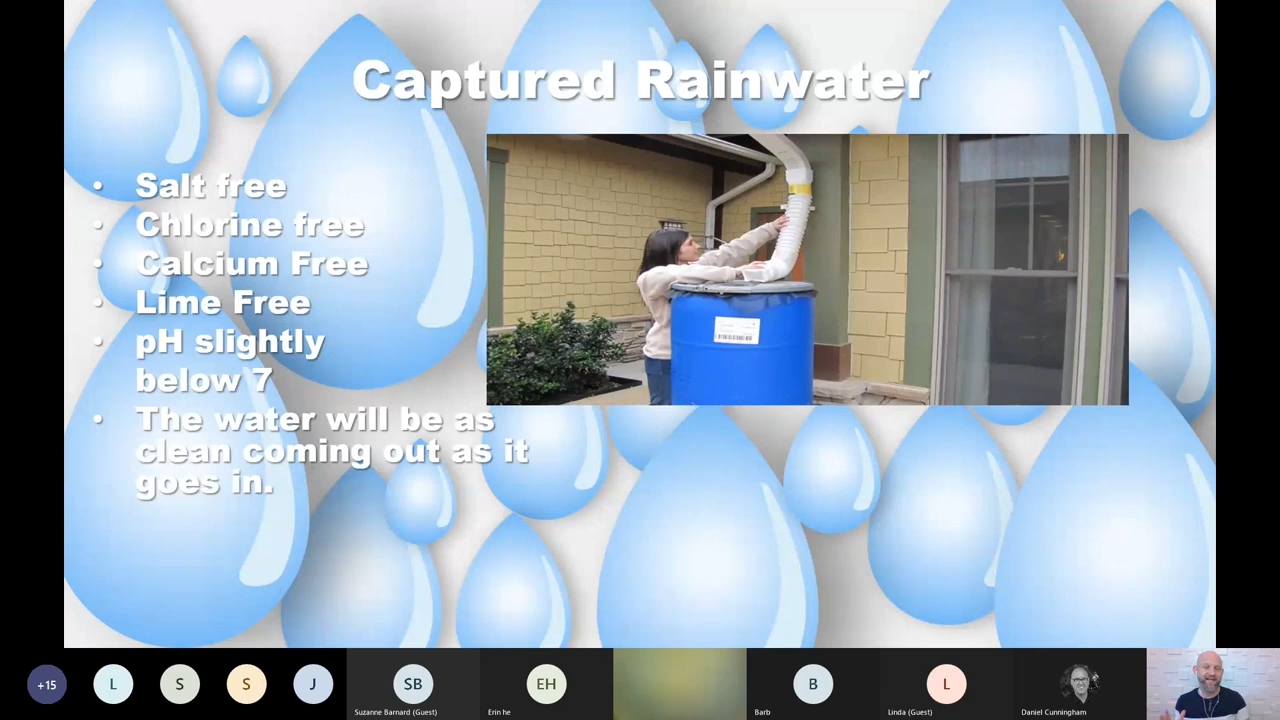 Captured Rainwater
• Salt free
• Chlorine free
• Calcium Free
• Lime Free
• pH slightly
below 7
• The water will be as
clean coming out as it
goes in.
+15
L
S
S
J
SB
EH
B
L
Suzanne Barnard (Guest)
Erin he
Barb
Linda (Guest)
Daniel Cunningham